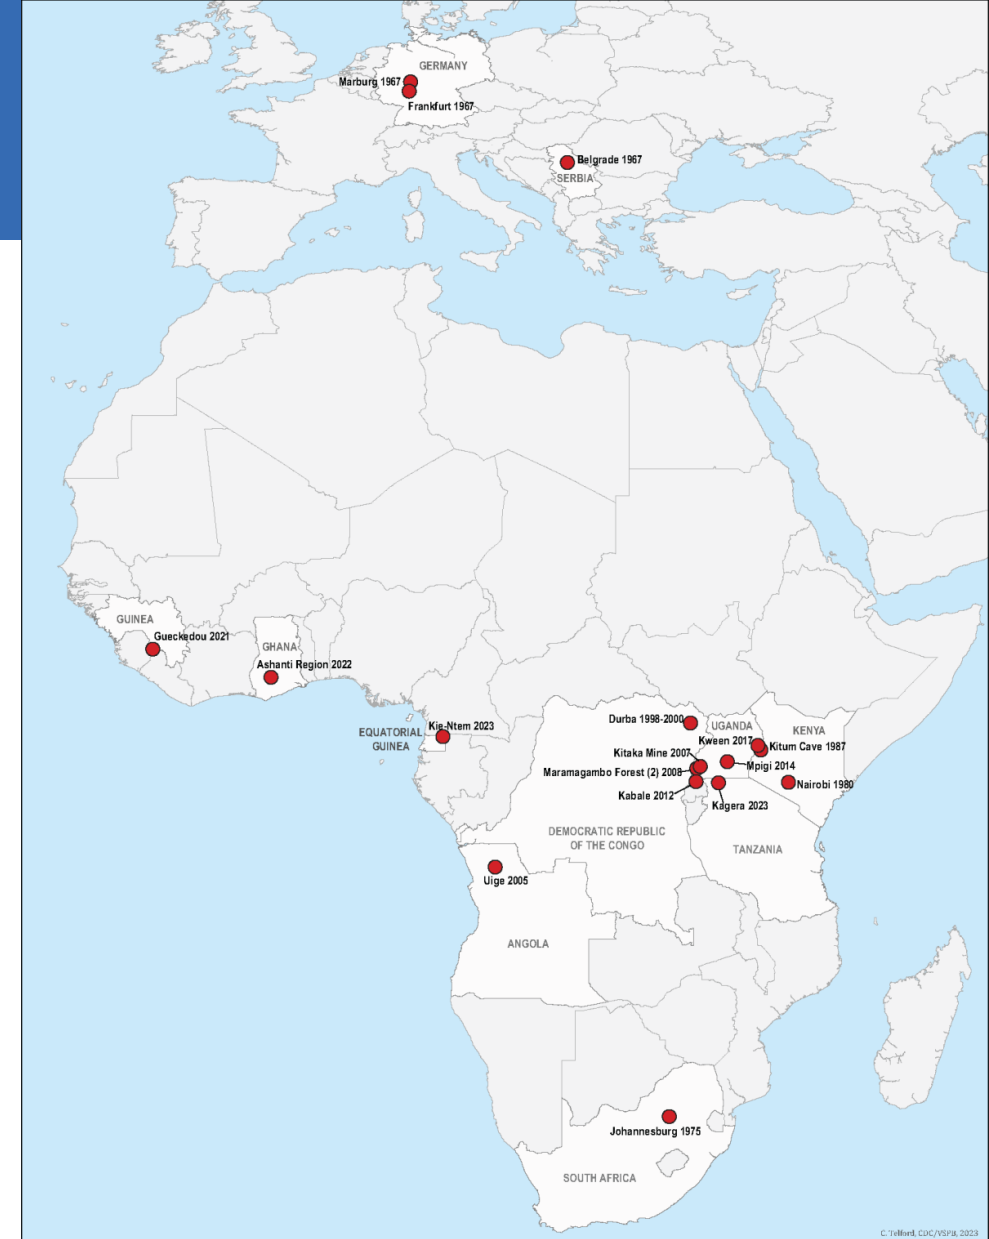 GERMANY
Marburg 1967
Frankfurt 1967
Belgrade 1967
SERBIA
GUINEA
Gueckedou 2021
GHANA
Ashanti Region 2022
EQUATORIAL
GUINEA
Kie-Ntem 2023
Durba 1998-2000
UGANDA
KENYA
Kween 2017
Kitum Cave 1987
Kitaka Mine 2007
Mpigi 2014
Maramagambo Forest (2) 2008
Nairobi 1980
Kabale 2012
Kagera 2023
DEMOCRATIC REPUBLIC
OF THE CONGO
TANZANIA
Uige 2005
ANGOLA
Johannesburg 1975
SOUTH AFRICA
C. Telford, CDC/VSPB, 2023